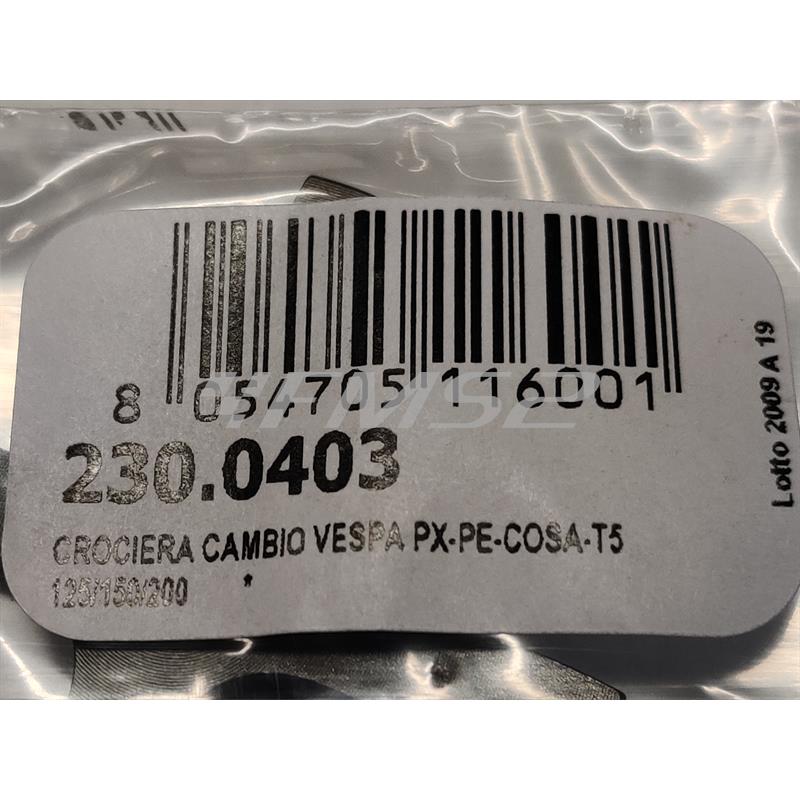 8 054705 116001
230.0403
CROCIERA CAMBIO VESPA PX-PE-COSA-T5
125/150/200 *
Lotto 2009 A 19